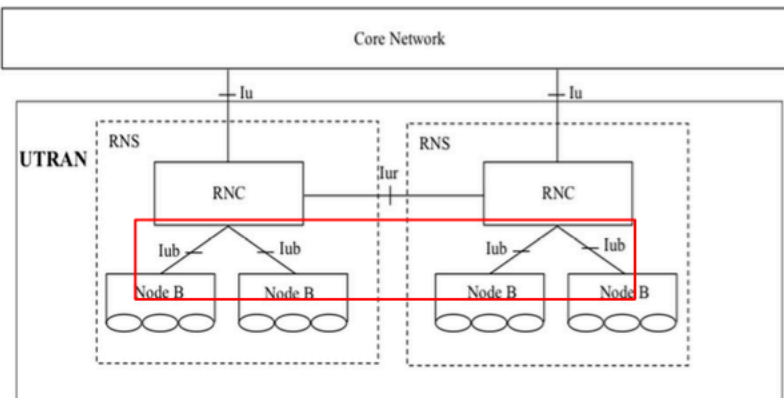 Core Network
Iu Iu
RNS RNS
UTRAN
Iur
RNC RNC
Iub Iub Iub Iub
Node B Node B Node B Node B